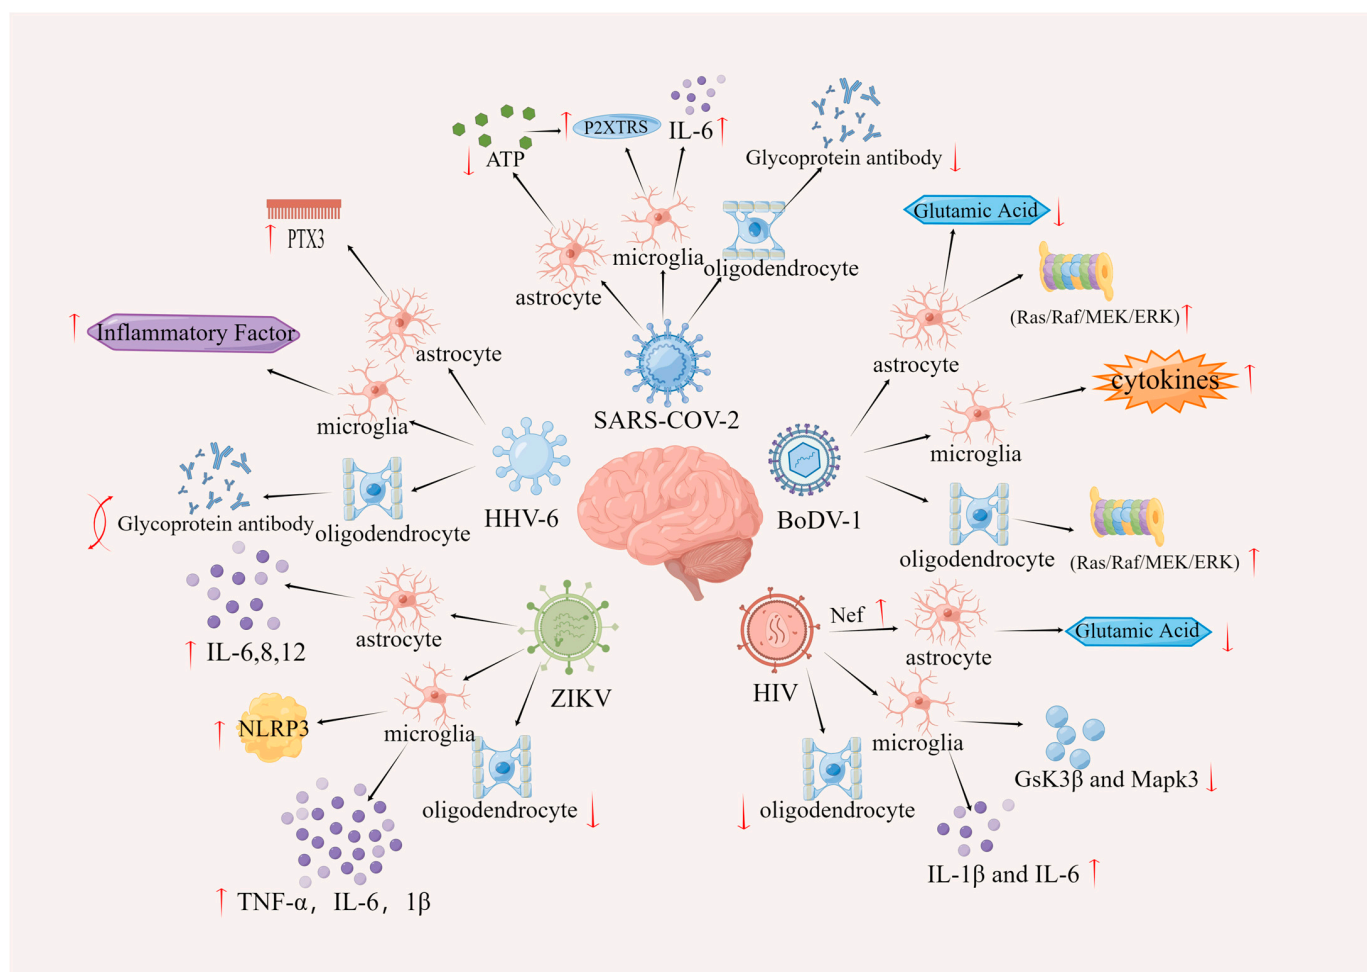 P2XTRS
IL-6
ATP
Glycoprotein antibody
microglia
oligodendrocyte
astrocyte
SARS-COV-2
PTX3
Inflammatory Factor
astrocyte
microglia
Glycoprotein antibody
oligodendrocyte
HHV-6
Glutamic Acid
(Ras/Raf/MEK/ERK)
astrocyte
cytokines
microglia
BoDV-1
oligodendrocyte
(Ras/Raf/MEK/ERK)
IL-6,8,12
astrocyte
ZIKV
NLRP3
microglia
oligodendrocyte
TNF-α, IL-6, 1β
Nef
Glutamic Acid
astrocyte
HIV
microglia
GsK3β and Mapk3
oligodendrocyte
IL-1β and IL-6